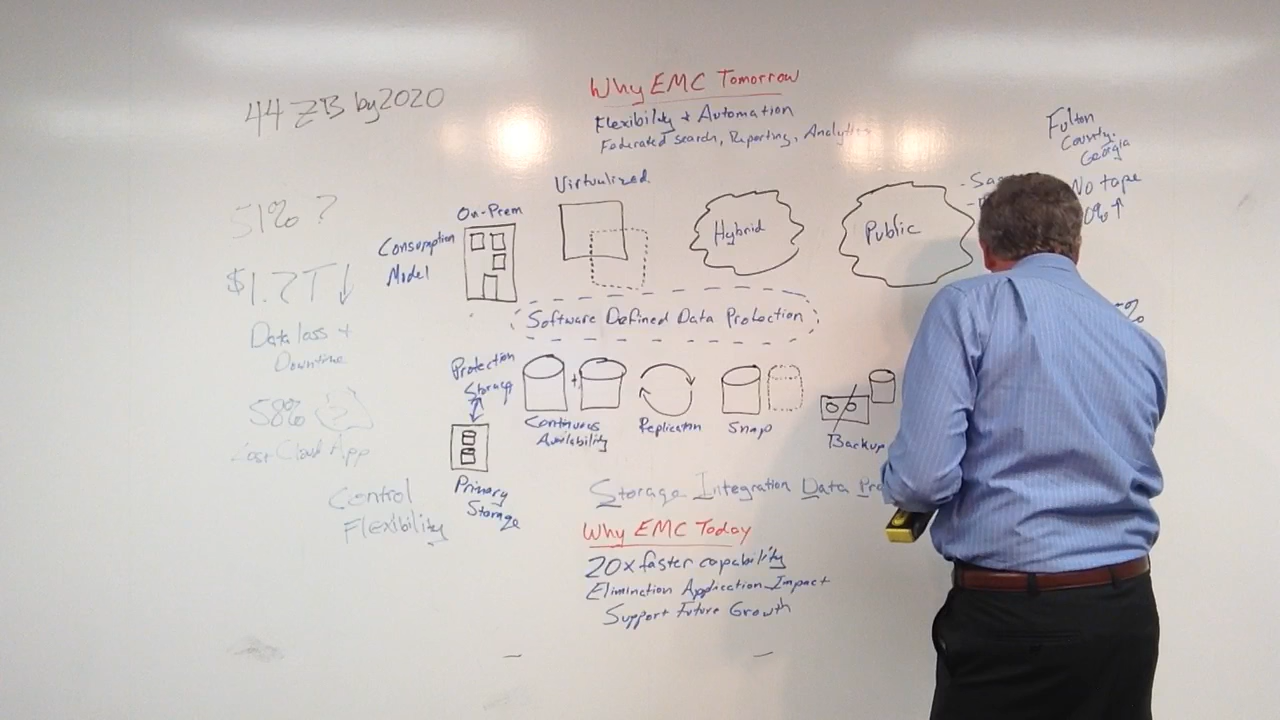 44 ZB by 2020
51% ?
$1.7T ↓
Data loss +
Downtime
58%
Cloud App
Control
Flexibility
Why EMC Tomorrow
Flexibility + Automation
Federated search, Reporting, Analytics
Consumption
Model
On-Prem
Virtualized
Hybrid
Public
Software Defined Data Protection
Protection
Storage
Primary
Storage
+
Continuous
Availability
Replication
Snap
Backup
Storage Integration Data Pro
Why EMC Today
20x faster capability
Elimination Application Impact
Support Future Growth
Fulton
County,
Georgia
No tape
0% ↑
%